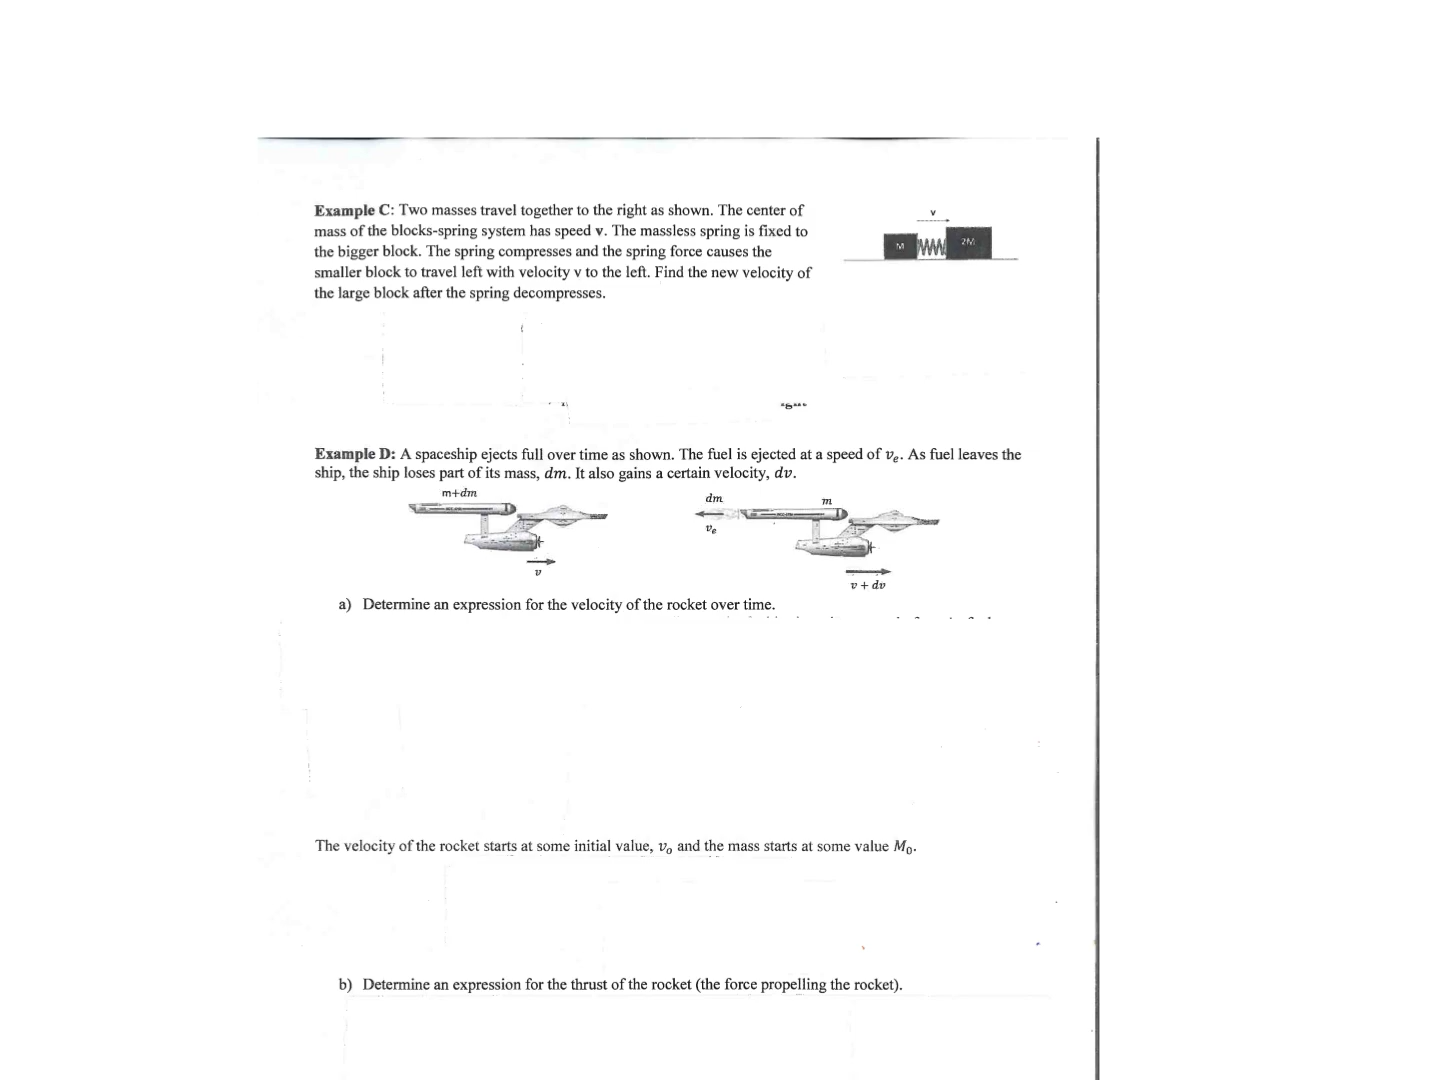 Example C: Two masses travel together to the right as shown. The center of
mass of the blocks-spring system has speed v. The massless spring is fixed to
the bigger block. The spring compresses and the spring force causes the
smaller block to travel left with velocity v to the left. Find the new velocity of
the large block after the spring decompresses.
v
M
2M
Example D: A spaceship ejects full over time as shown. The fuel is ejected at a speed of vₑ. As fuel leaves the
ship, the ship loses part of its mass, dm. It also gains a certain velocity, dv.
m+dm
v
dm
vₑ
m
v + dv
a) Determine an expression for the velocity of the rocket over time.
The velocity of the rocket starts at some initial value, vₒ and the mass starts at some value M₀.
b) Determine an expression for the thrust of the rocket (the force propelling the rocket).